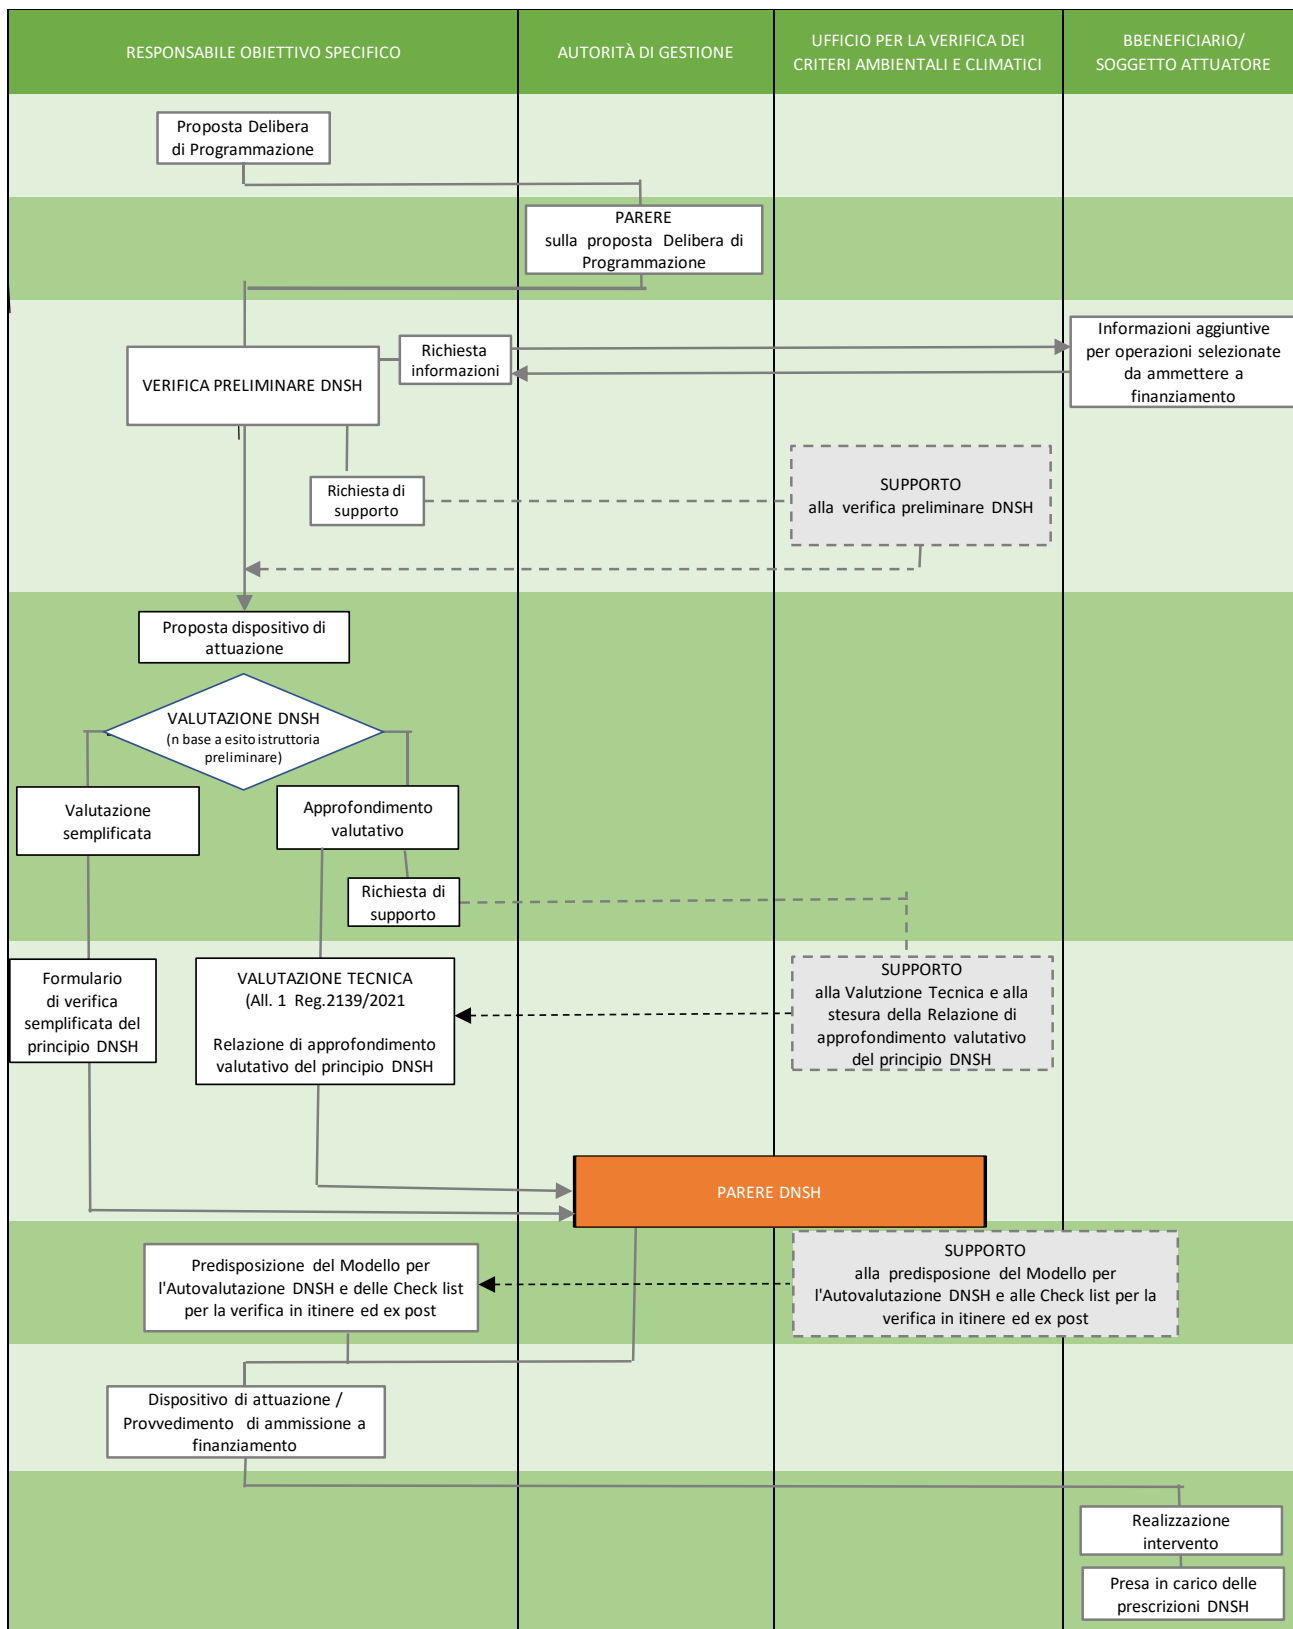 RESPONSABILE OBIETTIVO SPECIFICO
AUTORITÀ DI GESTIONE
UFFICIO PER LA VERIFICA DEI
CRITERI AMBIENTALI E CLIMATICI
BBENEFICIARIO/
SOGGETTO ATTUATORE
Proposta Delibera
di Programmazione
PARERE
sulla proposta Delibera di
Programmazione
VERIFICA PRELIMINARE DNSH
Richiesta
informazioni
Informazioni aggiuntive
per operazioni selezionate
da ammettere a
finanziamento
Richiesta di
supporto
SUPPORTO
alla verifica preliminare DNSH
Proposta dispositivo di
attuazione
VALUTAZIONE DNSH
(n base a esito istruttoria
preliminare)
Valutazione
semplificata
Approfondimento
valutativo
Richiesta di
supporto
Formulario
di verifica
semplificata del
principio DNSH
VALUTAZIONE TECNICA
(All. 1 Reg.2139/2021
Relazione di approfondimento
valutativo del principio DNSH
SUPPORTO
alla Valutzione Tecnica e alla
stesura della Relazione di
approfondimento valutativo
del principio DNSH
PARERE DNSH
Predisposizione del Modello per
l'Autovalutazione DNSH e delle Check list
per la verifica in itinere ed ex post
SUPPORTO
alla predisposione del Modello per
l'Autovalutazione DNSH e alle Check list per la
verifica in itinere ed ex post
Dispositivo di attuazione /
Provvedimento di ammissione a
finanziamento
Realizzazione
intervento
Presa in carico delle
prescrizioni DNSH